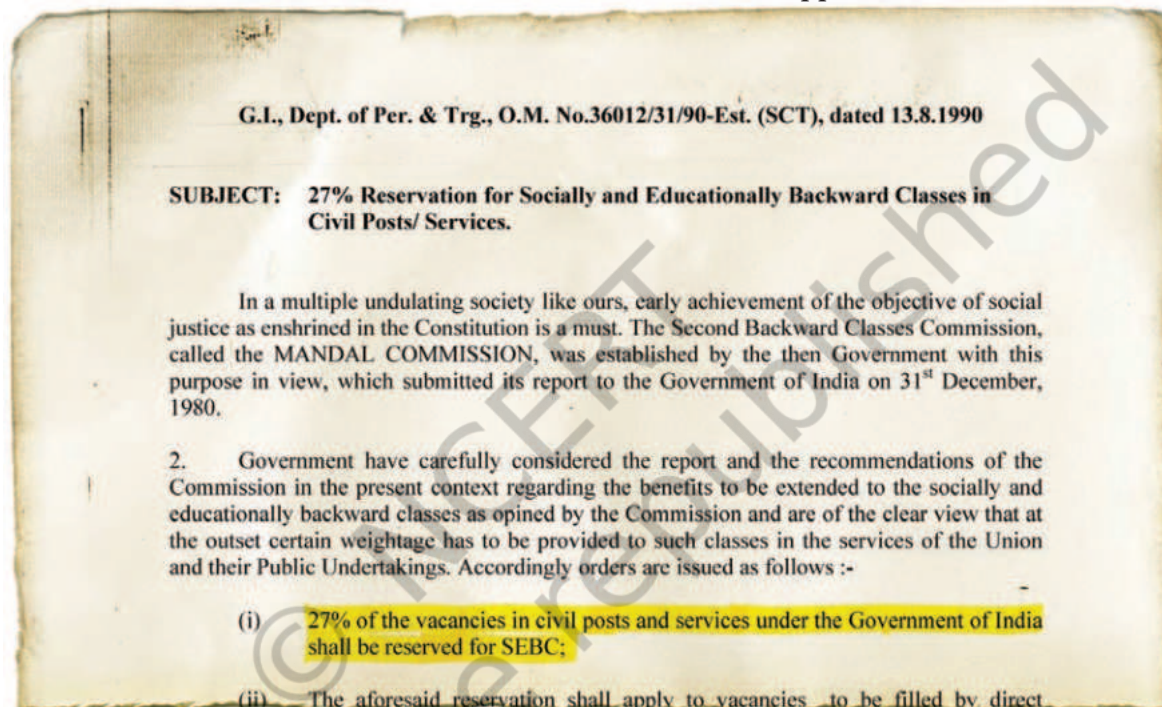 G.I., Dept. of Per. & Trg., O.M. No.36012/31/90-Est. (SCT), dated 13.8.1990
SUBJECT: 27% Reservation for Socially and Educationally Backward Classes in
Civil Posts/ Services.
In a multiple undulating society like ours, early achievement of the objective of social
justice as enshrined in the Constitution is a must. The Second Backward Classes Commission,
called the MANDAL COMMISSION, was established by the then Government with this
purpose in view, which submitted its report to the Government of India on 31st December,
1980.
2. Government have carefully considered the report and the recommendations of the
Commission in the present context regarding the benefits to be extended to the socially and
educationally backward classes as opined by the Commission and are of the clear view that at
the outset certain weightage has to be provided to such classes in the services of the Union
and their Public Undertakings. Accordingly orders are issued as follows :-
(i) 27% of the vacancies in civil posts and services under the Government of India
shall be reserved for SEBC;
(ii) The aforesaid reservation shall apply to vacancies to be filled by direct
© NCERT
republished